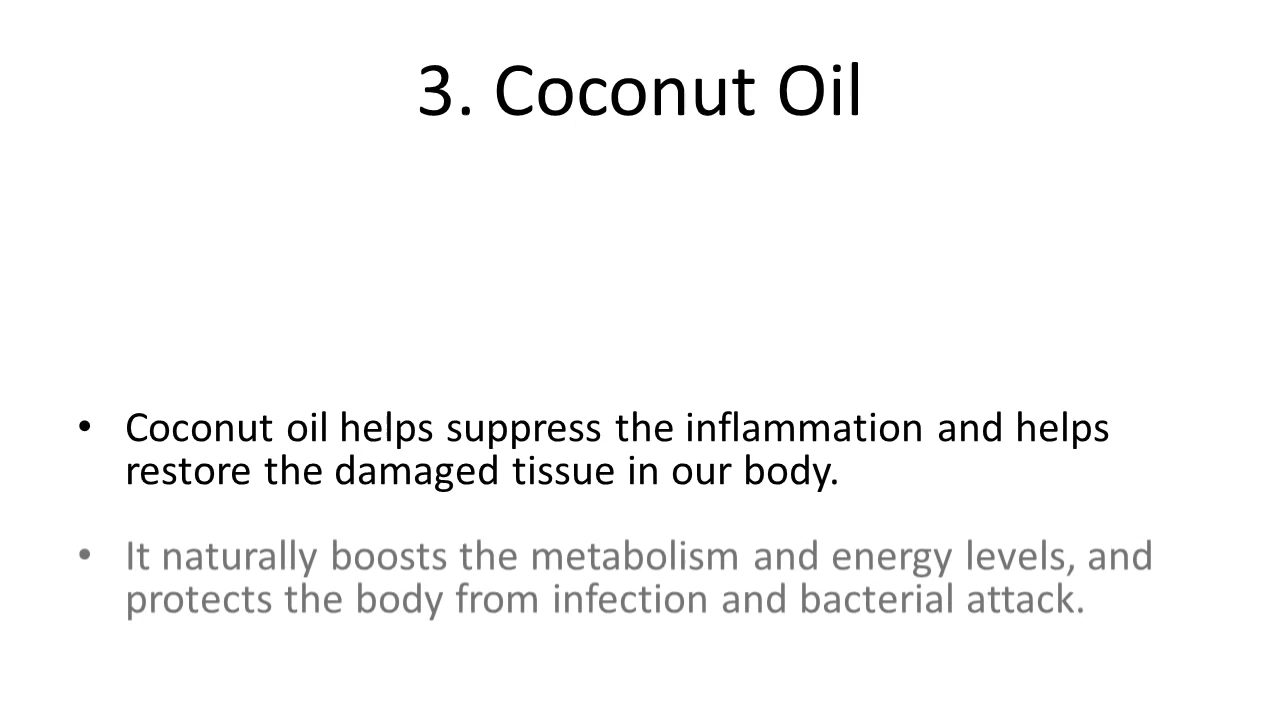 3. Coconut Oil
• Coconut oil helps suppress the inflammation and helps
restore the damaged tissue in our body.
• It naturally boosts the metabolism and energy levels, and
protects the body from infection and bacterial attack.